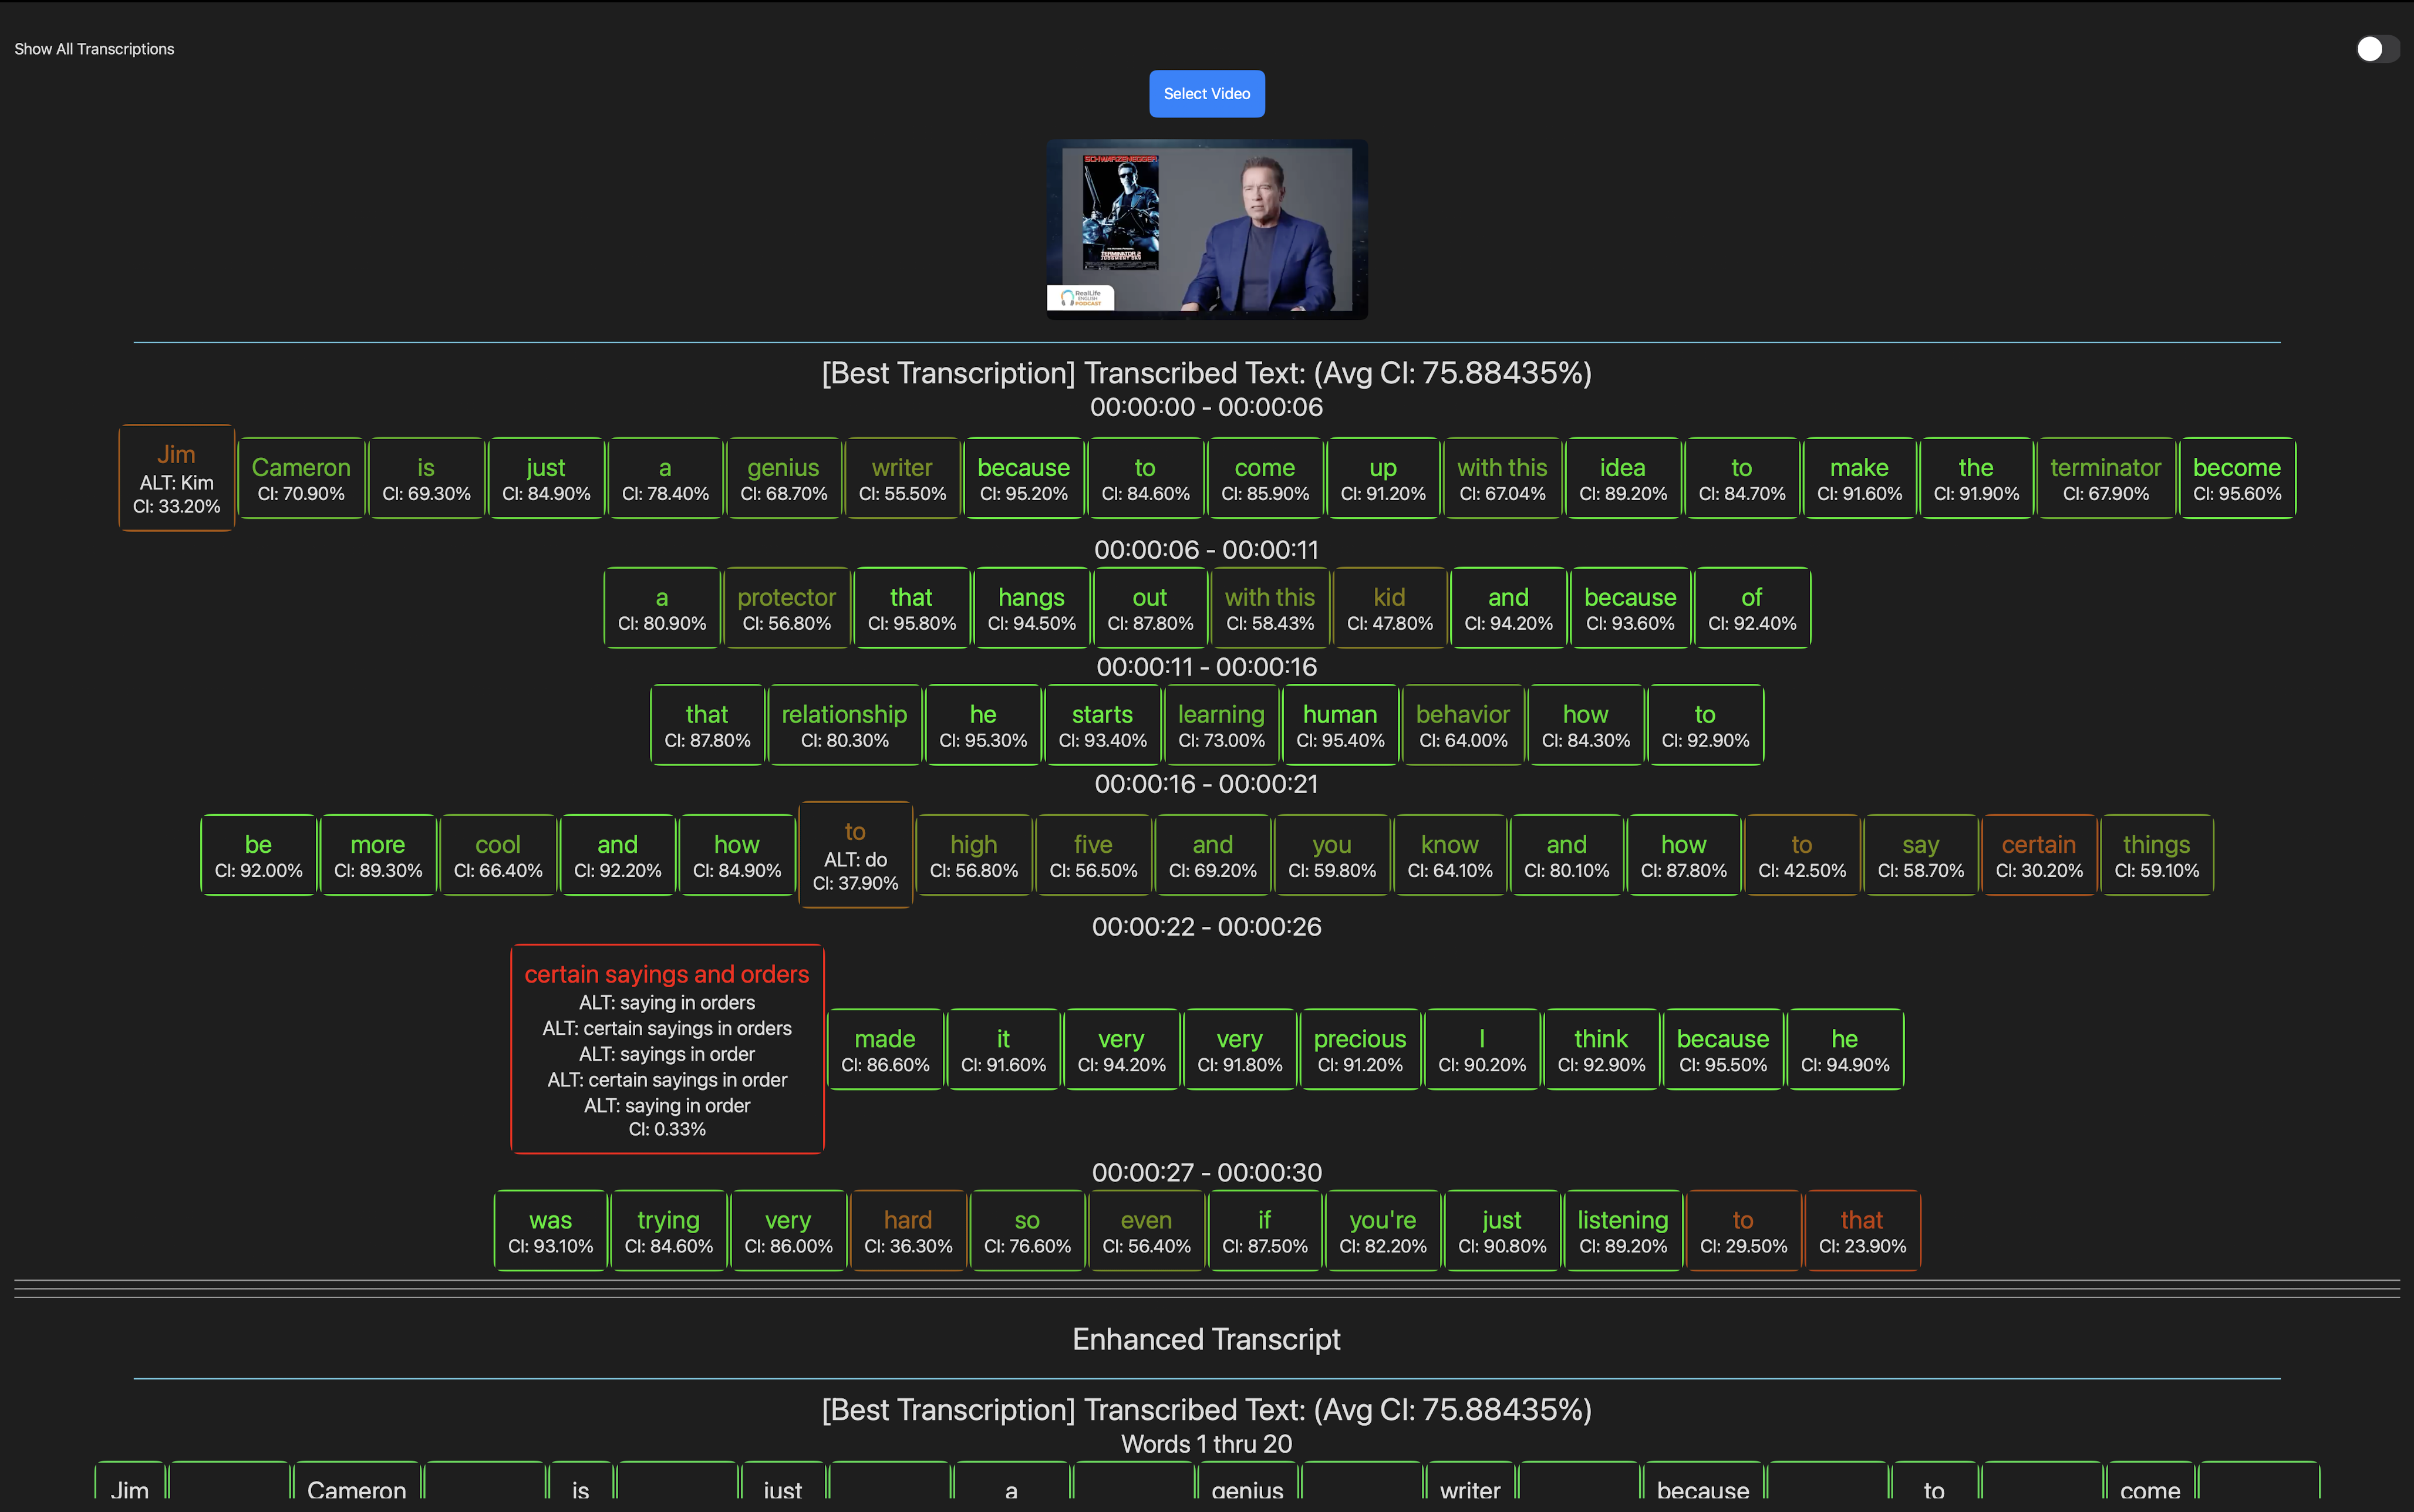 Show All Transcriptions
Select Video
SCHWARZENEGGER
TERMINATOR 2
JUDGMENT DAY
RealLife
ENGLISH
PODCAST
[Best Transcription] Transcribed Text: (Avg CI: 75.88435%)
00:00:00 - 00:00:06
Jim Cameron is just a genius writer because to come up with this idea to make the terminator become
ALT: Kim
CI: 33.20% CI: 70.90% CI: 69.30% CI: 84.90% CI: 78.40% CI: 68.70% CI: 55.50% CI: 95.20% CI: 84.60% CI: 85.90% CI: 91.20% CI: 67.04% CI: 89.20% CI: 84.70% CI: 91.60% CI: 91.90% CI: 67.90% CI: 95.60%
00:00:06 - 00:00:11
a protector that hangs out with this kid and because of
CI: 80.90% CI: 56.80% CI: 95.80% CI: 94.50% CI: 87.80% CI: 58.43% CI: 47.80% CI: 94.20% CI: 93.60% CI: 92.40%
00:00:11 - 00:00:16
that relationship he starts learning human behavior how to
CI: 87.80% CI: 80.30% CI: 95.30% CI: 93.40% CI: 73.00% CI: 95.40% CI: 64.00% CI: 84.30% CI: 92.90%
00:00:16 - 00:00:21
be more cool and how to high five and you know and how to say certain things
ALT: do
CI: 92.00% CI: 89.30% CI: 66.40% CI: 92.20% CI: 84.90% CI: 37.90% CI: 56.80% CI: 56.50% CI: 69.20% CI: 59.80% CI: 64.10% CI: 80.10% CI: 87.80% CI: 42.50% CI: 58.70% CI: 30.20% CI: 59.10%
00:00:22 - 00:00:26
certain sayings and orders
ALT: saying in orders
ALT: certain sayings in orders
ALT: sayings in order
ALT: certain sayings in order
ALT: saying in order
CI: 0.33%
made it very very precious I think because he
CI: 86.60% CI: 91.60% CI: 94.20% CI: 91.80% CI: 91.20% CI: 90.20% CI: 92.90% CI: 95.50% CI: 94.90%
00:00:27 - 00:00:30
was trying very hard so even if you're just listening to that
CI: 93.10% CI: 84.60% CI: 86.00% CI: 36.30% CI: 76.60% CI: 56.40% CI: 87.50% CI: 82.20% CI: 90.80% CI: 89.20% CI: 29.50% CI: 23.90%
Enhanced Transcript
[Best Transcription] Transcribed Text: (Avg CI: 75.88435%)
Words 1 thru 20
Jim Cameron is just a genius writer because to come